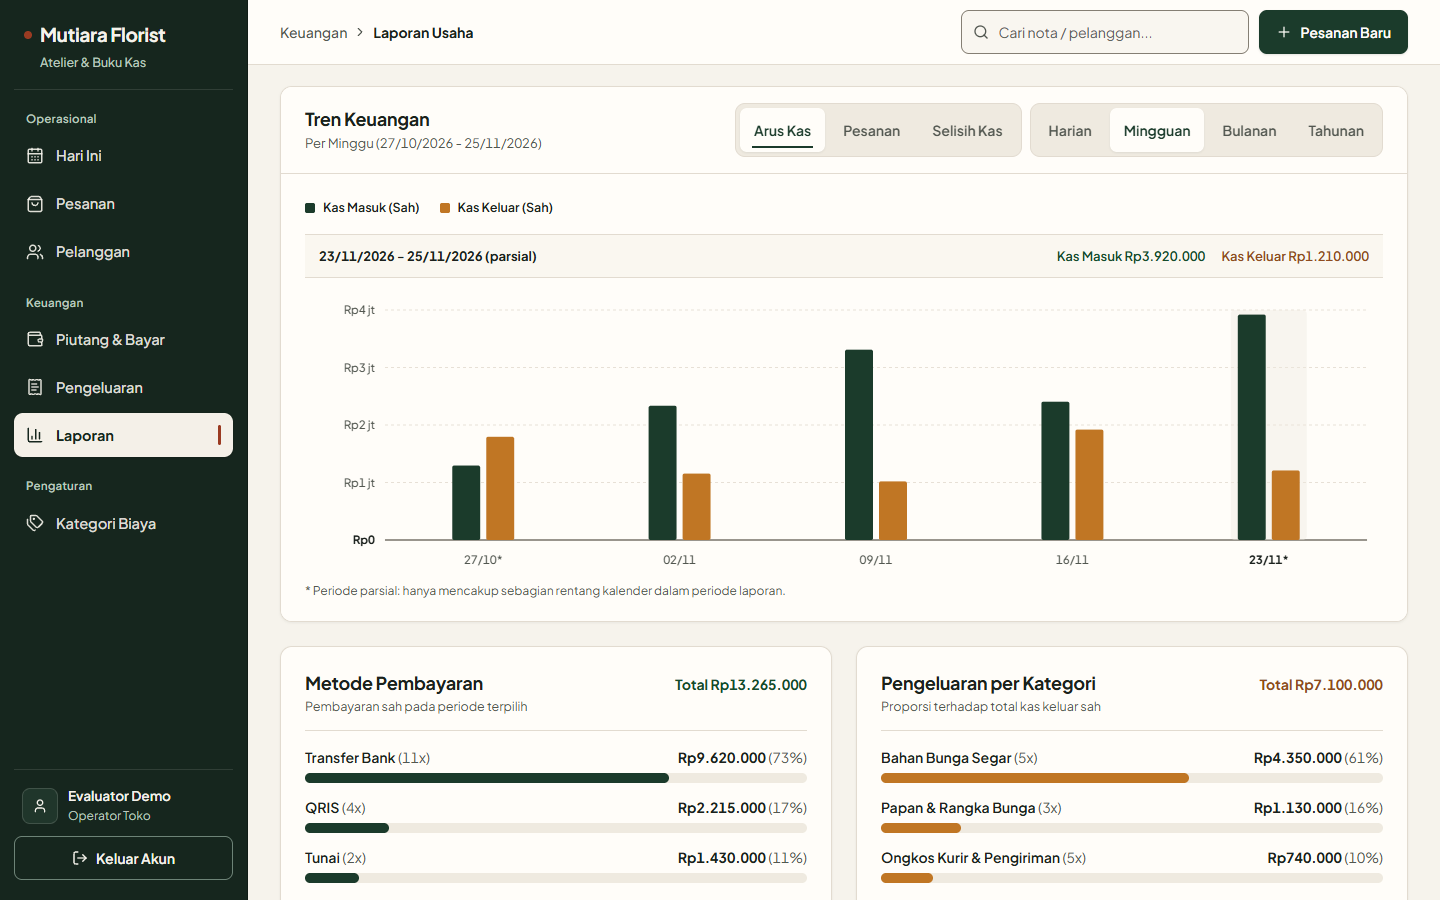 Mutiara Florist
Atelier & Buku Kas
Operasional
Hari Ini
Pesanan
Pelanggan
Keuangan
Piutang & Bayar
Pengeluaran
Laporan
Pengaturan
Kategori Biaya
Evaluator Demo
Operator Toko
Keluar Akun
Keuangan > Laporan Usaha
Cari nota / pelanggan...
+ Pesanan Baru
Tren Keuangan
Per Minggu (27/10/2026 - 25/11/2026)
Arus Kas Pesanan Selisih Kas
Harian Mingguan Bulanan Tahunan
Kas Masuk (Sah) Kas Keluar (Sah)
23/11/2026 - 25/11/2026 (parsial) Kas Masuk Rp3.920.000 Kas Keluar Rp1.210.000
Rp4 jt
Rp3 jt
Rp2 jt
Rp1 jt
Rp0
27/10* 02/11 09/11 16/11 23/11*
* Periode parsial: hanya mencakup sebagian rentang kalender dalam periode laporan.
Metode Pembayaran Total Rp13.265.000
Pembayaran sah pada periode terpilih
Transfer Bank (11x) Rp9.620.000 (73%)
QRIS (4x) Rp2.215.000 (17%)
Tunai (2x) Rp1.430.000 (11%)
Pengeluaran per Kategori Total Rp7.100.000
Proporsi terhadap total kas keluar sah
Bahan Bunga Segar (5x) Rp4.350.000 (61%)
Papan & Rangka Bunga (3x) Rp1.130.000 (16%)
Ongkos Kurir & Pengiriman (5x) Rp740.000 (10%)